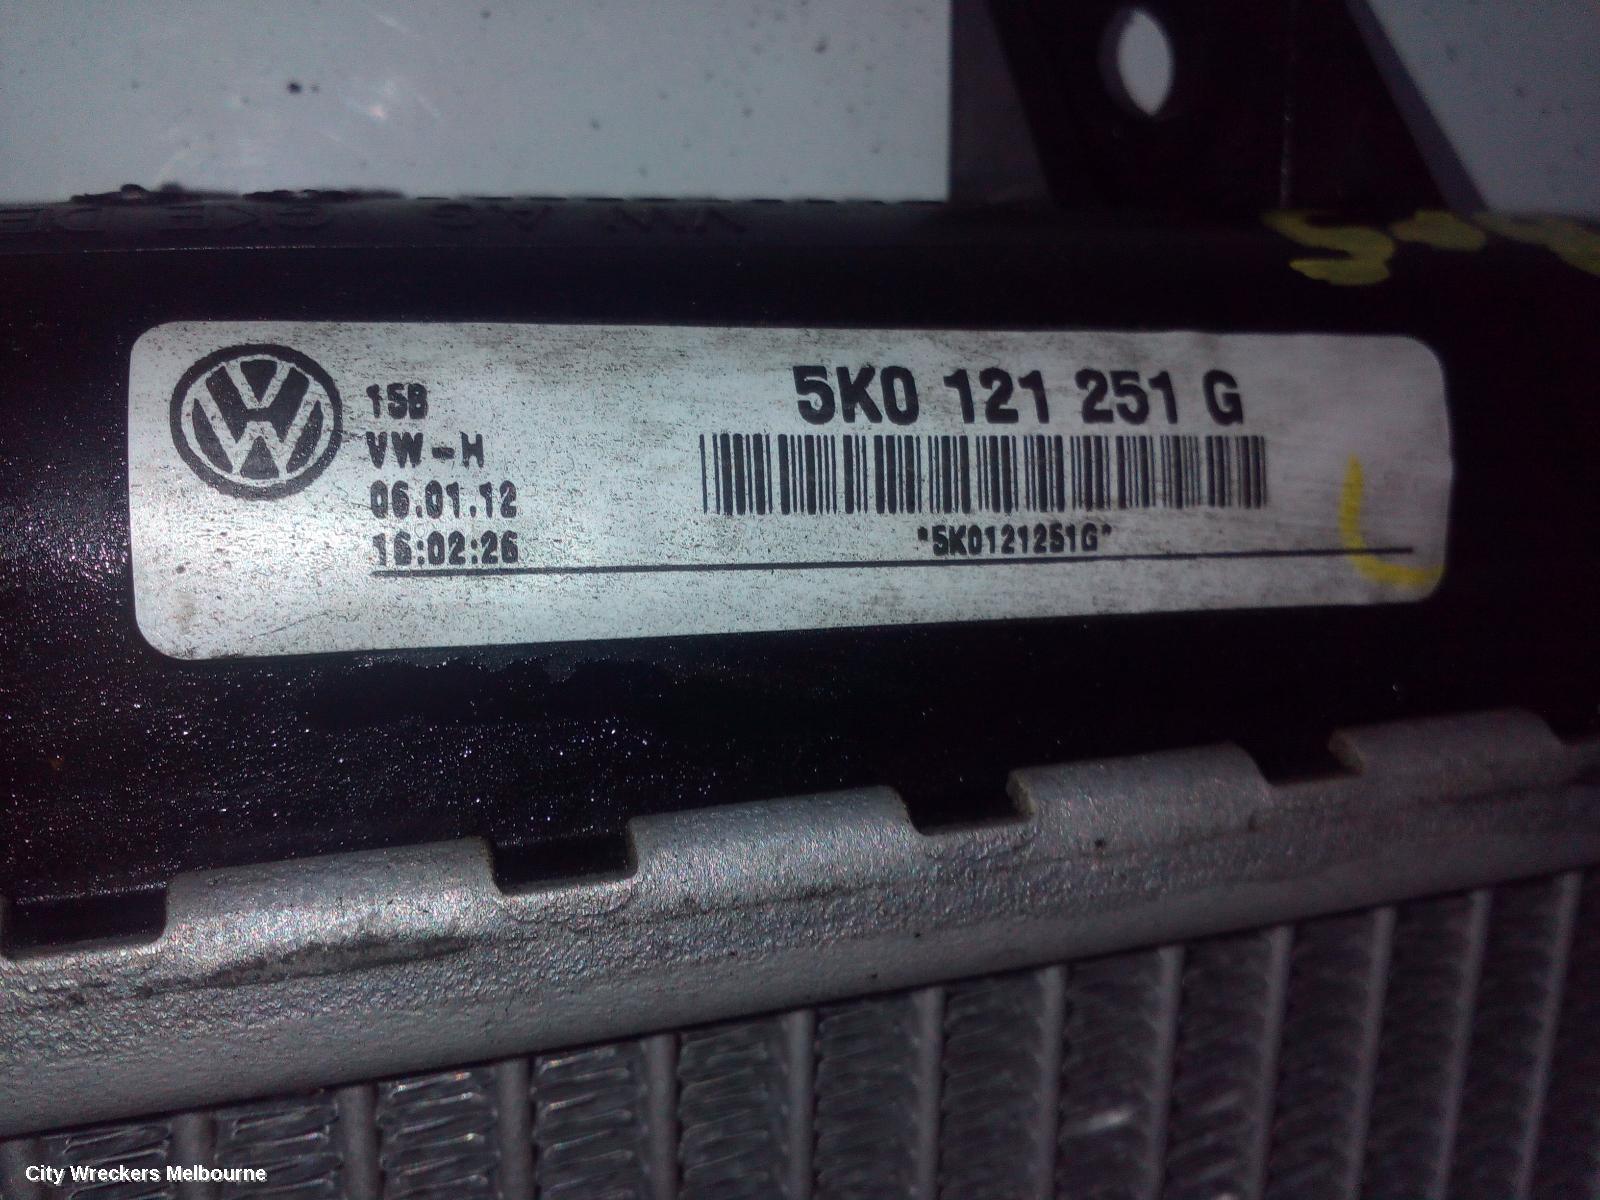 15B
VW-H
06.01.12
16:02:26
5K0 121 251 G
*5K0121251G*
City Wreckers Melbourne